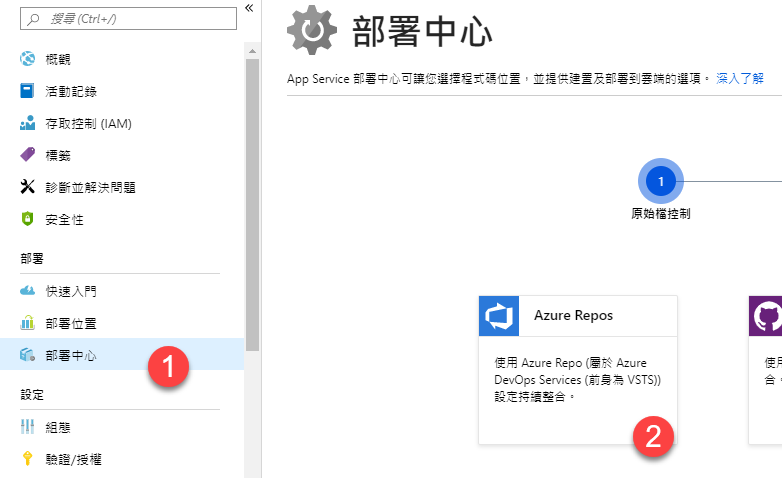 搜尋 (Ctrl+/)
«
概觀
活動記錄
存取控制 (IAM)
標籤
診斷並解決問題
安全性
部署
快速入門
部署位置
部署中心
1
設定
組態
驗證/授權
部署中心
App Service 部署中心可讓您選擇程式碼位置，並提供建置及部署到雲端的選項。 深入了解
1
原始檔控制
Azure Repos
使用 Azure Repo (屬於 Azure
DevOps Services (前身為 VSTS))
設定持續整合。
2
使用
合。